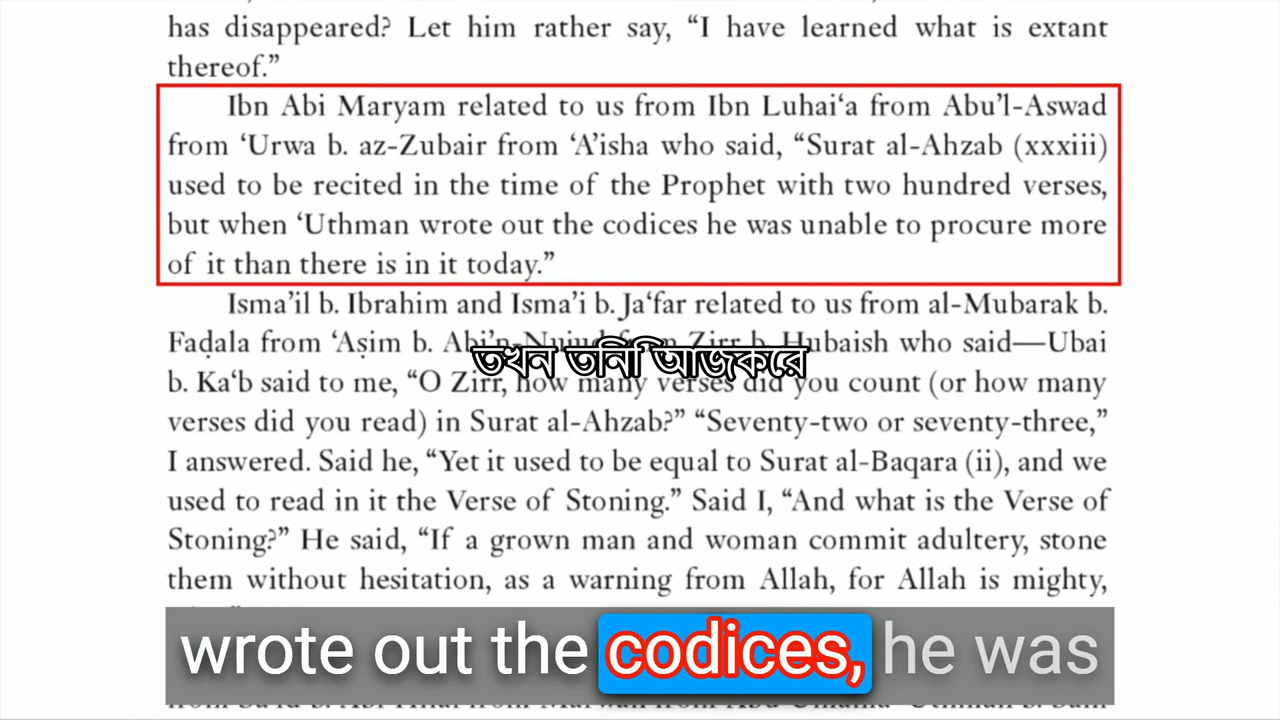 has disappeared? Let him rather say, “I have learned what is extant
thereof.”
Ibn Abi Maryam related to us from Ibn Luhai‘a from Abu’l-Aswad
from ‘Urwa b. az-Zubair from ‘A’isha who said, “Surat al-Ahzab (xxxiii)
used to be recited in the time of the Prophet with two hundred verses,
but when ‘Uthman wrote out the codices he was unable to procure more
of it than there is in it today.”
Isma’il b. Ibrahim and Isma’i b. Ja‘far related to us from al-Mubarak b.
Faḍala from ‘Aṣim b. Abi’n-Nujud from Zirr b. Hubaish who said—Ubai
তখন তিনি আজকরে
b. Ka‘b said to me, “O Zirr, how many verses did you count (or how many
verses did you read) in Surat al-Ahzab?” “Seventy-two or seventy-three,”
I answered. Said he, “Yet it used to be equal to Surat al-Baqara (ii), and we
used to read in it the Verse of Stoning.” Said I, “And what is the Verse of
Stoning?” He said, “If a grown man and woman commit adultery, stone
them without hesitation, as a warning from Allah, for Allah is mighty,
wrote out the codices, he was